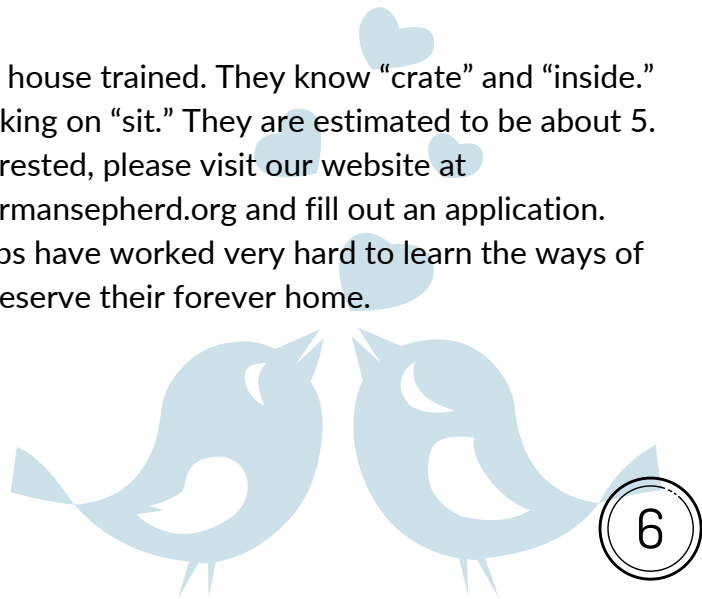 house trained. They know “crate” and “inside.”
king on “sit.” They are estimated to be about 5.
rested, please visit our website at
rmansepherd.org and fill out an application.
ps have worked very hard to learn the ways of
eserve their forever home.
6